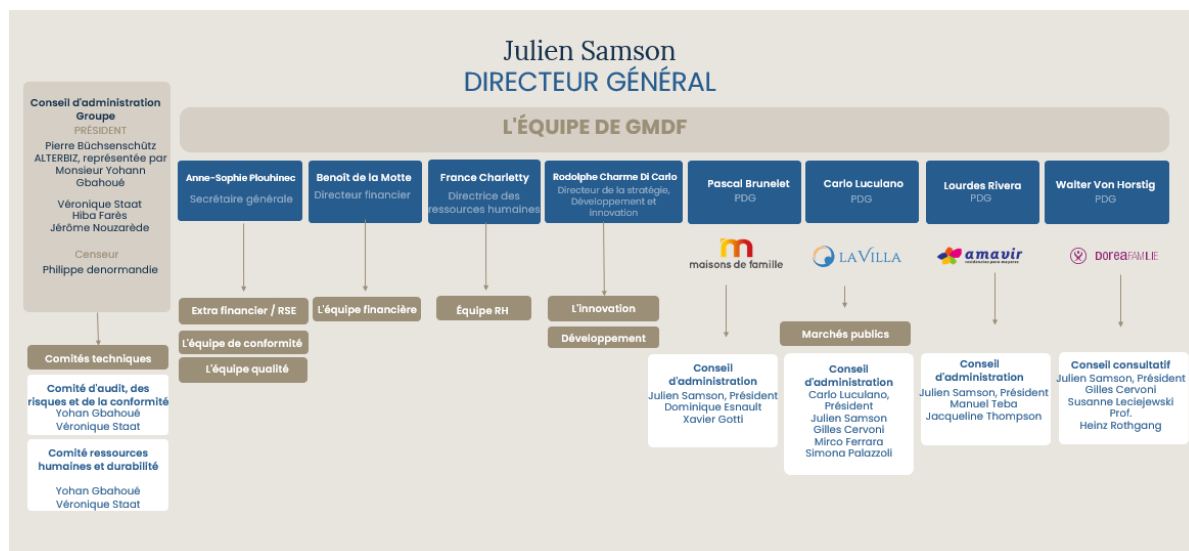 Julien Samson
DIRECTEUR GÉNÉRAL
L'ÉQUIPE DE GMDF
Conseil d'administration
Groupe
PRÉSIDENT
Pierre Büchsenschütz
ALTERBIZ, représentée par
Monsieur Yohann
Gbahoué
Véronique Staat
Hiba Farès
Jérôme Nouzarède
Censeur
Philippe denormandie
Comités techniques
Comité d'audit, des
risques et de la conformité
Yohan Gbahoué
Véronique Staat
Comité ressources
humaines et durabilité
Yohan Gbahoué
Véronique Staat
Anne-Sophie Plouhinec
Secrétaire générale
Extra financier / RSE
L'équipe de conformité
L'équipe qualité
Benoît de la Motte
Directeur financier
L'équipe financière
France Charletty
Directrice des
ressources humaines
Équipe RH
Rodolphe Charme Di Carlo
Directeur de la stratégie,
Développement et
innovation
L'innovation
Développement
Pascal Brunelet
PDG
maisons de famille
Conseil
d'administration
Julien Samson, Président
Dominique Esnault
Xavier Gotti
Carlo Luculano
PDG
LA VILLA
Marchés publics
Conseil
d'administration
Carlo Luculano,
Président
Julien Samson
Gilles Cervoni
Mirco Ferrara
Simona Palazzoli
Lourdes Rivera
PDG
amavir
residencias para mayores
Conseil
d'administration
Julien Samson, Président
Manuel Teba
Jacqueline Thompson
Walter Von Horstig
PDG
DOREAFAMILIE
Conseil consultatif
Julien Samson, Président
Gilles Cervoni
Susanne Leciejewski
Prof.
Heinz Rothgang